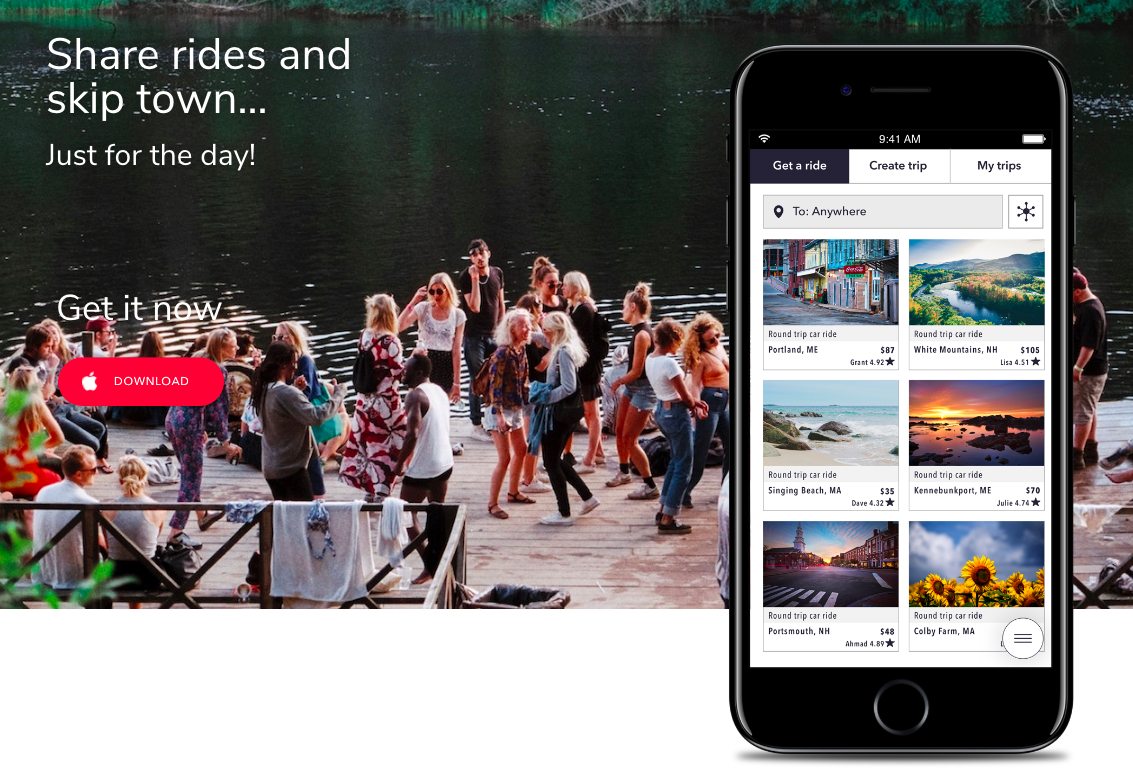 Share rides and
skip town...
Just for the day!
Get it now
DOWNLOAD
9:41 AM
Get a ride
Create trip
My trips
To: Anywhere
Coca-Cola
Round trip car ride
Portland, ME $87
Grant 4.92★
Round trip car ride
White Mountains, NH $105
Lisa 4.51★
Round trip car ride
Singing Beach, MA $35
Dave 4.32★
Round trip car ride
Kennebunkport, ME $70
Julie 4.74★
Round trip car ride
Portsmouth, NH $48
Ahmad 4.89★
Round trip car ride
Colby Farm, MA